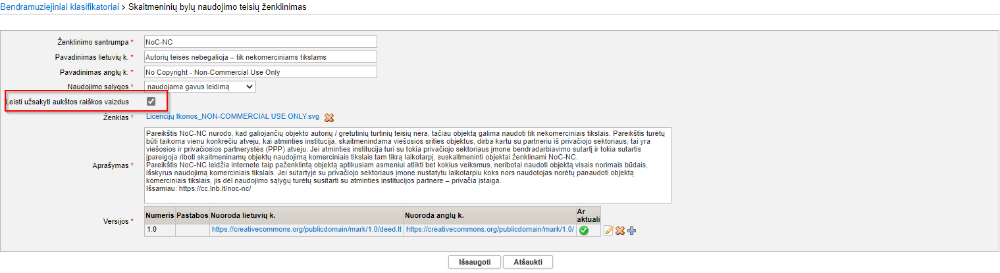 Bendramuziejiniai klasifikatoriai > Skaitmeninių bylų naudojimo teisių ženklinimas
Ženklinimo santrumpa * NoC-NC
Pavadinimas lietuvių k. * Autorių teisės nebegalioja – tik nekomerciniams tikslams
Pavadinimas anglų k. * No Copyright - Non-Commercial Use Only
Naudojimo sąlygos * naudojama gavus leidimą
Leisti užsakyti aukštos raiškos vaizdus
Ženklas * Licencijų Ikonos_NON-COMMERCIAL USE ONLY.svg
Aprašymas *
Pareikštis NoC-NC nurodo, kad galiojančių objekto autorių / gretutinių turtinių teisių nėra, tačiau objektą galima naudoti tik nekomerciniais tikslais. Pareikštis turėtų
būti taikoma vienu konkrečiu atveju, kai atminties institucija, skaitmenindama viešosios srities objektus, dirba kartu su partneriu iš privačiojo sektoriaus, tai yra
viešosios ir privačiosios partnerystės (PPP) atveju. Jei atminties institucija turi su tokia privačiojo sektoriaus įmone bendradarbiavimo sutartį ir tokia sutartis
įpareigoja riboti skaitmeninamų objektų naudojimą komerciniais tikslais tam tikrą laikotarpį, suskaitmeninti objektai ženklinami NoC-NC.
Pareikštis NoC-NC leidžia internete taip paženklintą objektą aptikusiam asmeniui atlikti bet kokius veiksmus, neribotai naudoti objektą visais norimais būdais,
išskyrus naudojimą komerciniais tikslais. Jei sutartyje su privačiojo sektoriaus įmone nustatytu laikotarpiu koks nors naudotojas norėtų panaudoti objektą
komerciniais tikslais, jis dėl naudojimo sąlygų turėtų susitarti su atminties institucijos partnere – privačia įstaiga.
Išsamiau: https://cc.lnb.lt/noc-nc/
Versijos *
Numeris Pastabos Nuoroda lietuvių k. Nuoroda anglų k. Ar aktuali
1.0 https://creativecommons.org/publicdomain/mark/1.0/deed.lt https://creativecommons.org/publicdomain/mark/1.0/
Išsaugoti Atšaukti